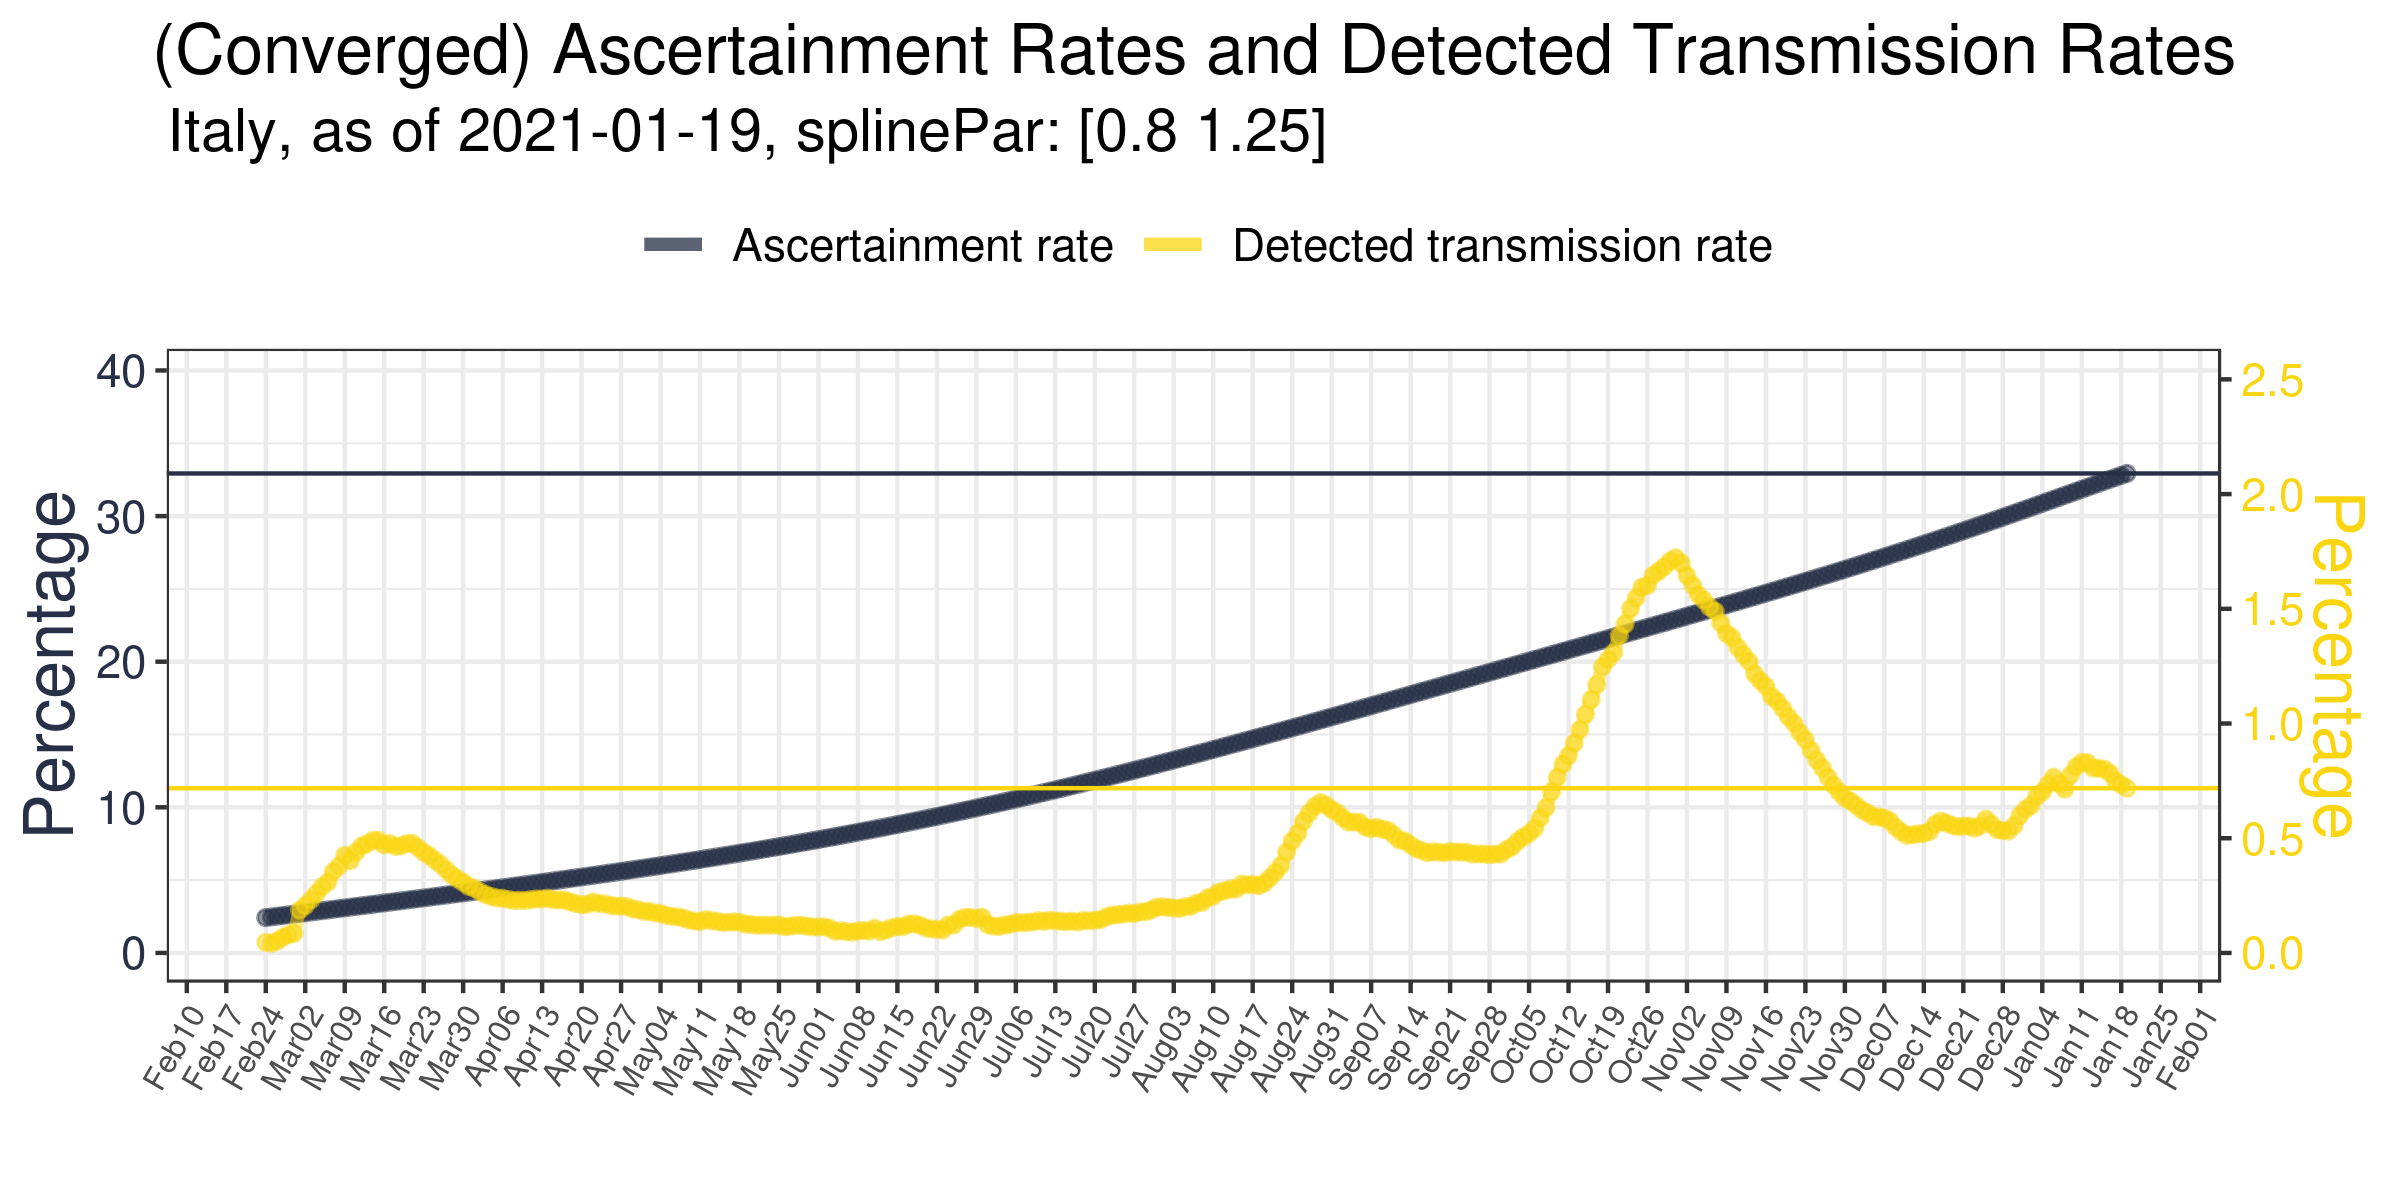 (Converged) Ascertainment Rates and Detected Transmission Rates
Italy, as of 2021-01-19, splinePar: [0.8 1.25]
Ascertainment rate Detected transmission rate
Percentage
40
30
20
10
0
2.5
2.0
1.5
1.0
0.5
0.0
Percentage
Feb10 Feb17 Feb24 Mar02 Mar09 Mar16 Mar23 Mar30 Apr06 Apr13 Apr20 Apr27 May04 May11 May18 May25 Jun01 Jun08 Jun15 Jun22 Jun29 Jul06 Jul13 Jul20 Jul27 Aug03 Aug10 Aug17 Aug24 Aug31 Sep07 Sep14 Sep21 Sep28 Oct05 Oct12 Oct19 Oct26 Nov02 Nov09 Nov16 Nov23 Nov30 Dec07 Dec14 Dec21 Dec28 Jan04 Jan11 Jan18 Jan25 Feb01